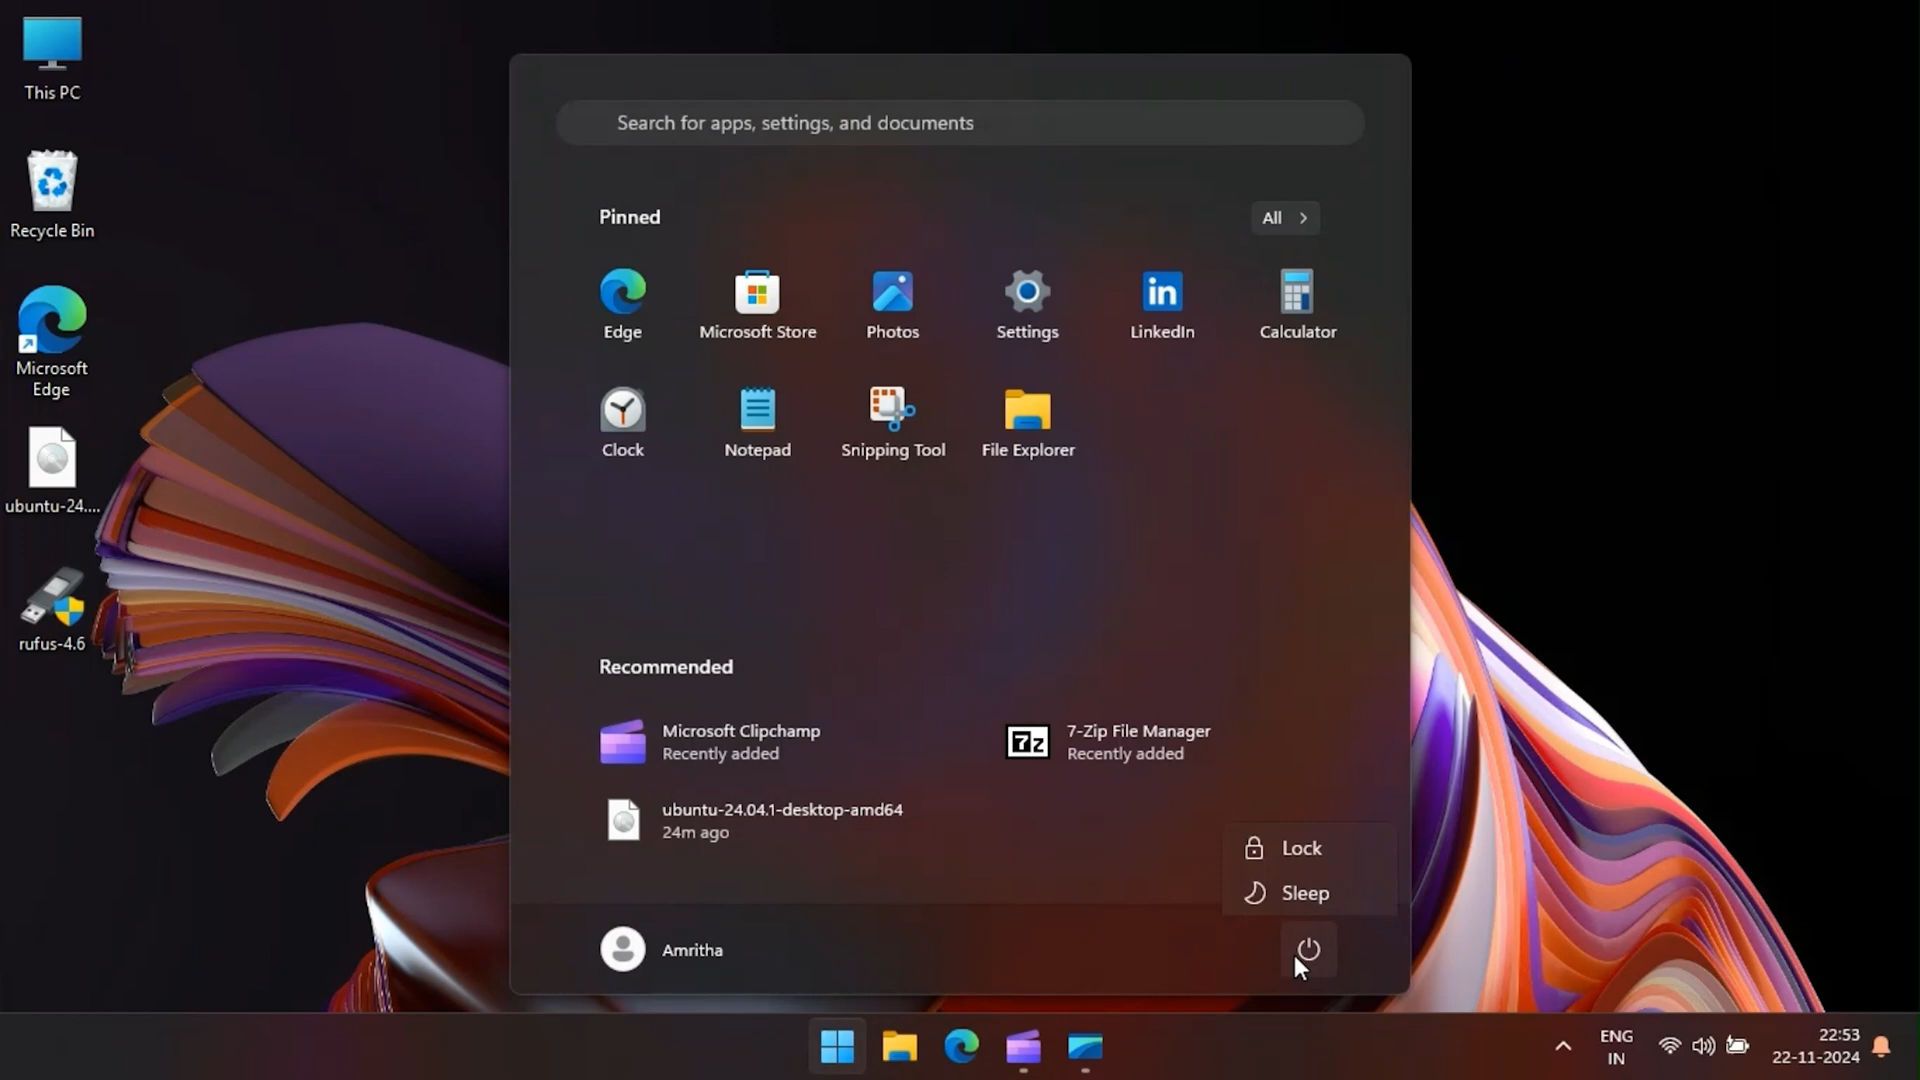 This PC
Recycle Bin
Microsoft
Edge
ubuntu-24....
rufus-4.6
Search for apps, settings, and documents
Pinned
All
Edge
Microsoft Store
Photos
Settings
LinkedIn
Calculator
Clock
Notepad
Snipping Tool
File Explorer
Recommended
Microsoft Clipchamp
Recently added
7-Zip File Manager
Recently added
ubuntu-24.04.1-desktop-amd64
24m ago
Lock
Sleep
Amritha
ENG
IN
22:53
22-11-2024
in
7z